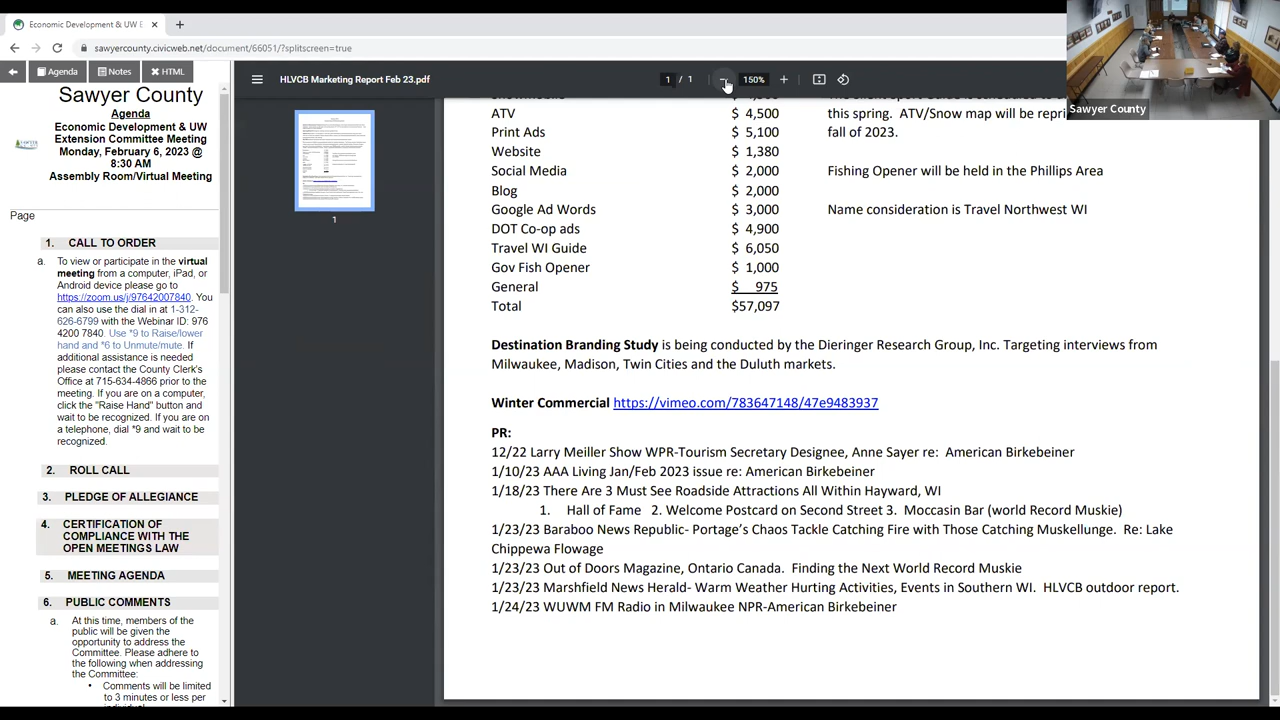 Economic Development & UW E
sawyercounty.civicweb.net/document/66051/?splitscreen=true
Agenda
Notes
HTML
HLVCB Marketing Report Feb 23.pdf
1 / 1
150%
Sawyer County
Sawyer County
Agenda
Economic Development & UW
Extension Committee Meeting
Monday, February 6, 2023 @
8:30 AM
Assembly Room/Virtual Meeting
Page
1. CALL TO ORDER
a. To view or participate in the virtual
meeting from a computer, iPad, or
Android device please go to
https://zoom.us/j/97642007840. You
can also use the dial in at 1-312-
626-6799 with the Webinar ID: 976
4200 7840. Use *9 to Raise/lower
hand and *6 to Unmute/mute. If
additional assistance is needed
please contact the County Clerk's
Office at 715-634-4866 prior to the
meeting. If you are on a computer,
click the "Raise Hand" button and
wait to be recognized. If you are on
a telephone, dial *9 and wait to be
recognized.
2. ROLL CALL
3. PLEDGE OF ALLEGIANCE
4. CERTIFICATION OF
COMPLIANCE WITH THE
OPEN MEETINGS LAW
5. MEETING AGENDA
6. PUBLIC COMMENTS
a. At this time, members of the
public will be given the
opportunity to address the
Committee. Please adhere to
the following when addressing
the Committee:
• Comments will be limited
to 3 minutes or less per
1
ATV $ 4,500 this spring. ATV/Snow map will be repri
Print Ads $ 3,100 fall of 2023.
Website $ 1,380
Social Media $ 2,000 Fishing Opener will be held in the Phillips Area
Blog $ 2,000
Google Ad Words $ 3,000 Name consideration is Travel Northwest WI
DOT Co-op ads $ 4,900
Travel WI Guide $ 6,050
Gov Fish Opener $ 1,000
General $ 975
Total $57,097
Destination Branding Study is being conducted by the Dieringer Research Group, Inc. Targeting interviews from
Milwaukee, Madison, Twin Cities and the Duluth markets.
Winter Commercial https://vimeo.com/783647148/47e9483937
PR:
12/22 Larry Meiller Show WPR-Tourism Secretary Designee, Anne Sayer re: American Birkebeiner
1/10/23 AAA Living Jan/Feb 2023 issue re: American Birkebeiner
1/18/23 There Are 3 Must See Roadside Attractions All Within Hayward, WI
1. Hall of Fame 2. Welcome Postcard on Second Street 3. Moccasin Bar (world Record Muskie)
1/23/23 Baraboo News Republic- Portage's Chaos Tackle Catching Fire with Those Catching Muskellunge. Re: Lake
Chippewa Flowage
1/23/23 Out of Doors Magazine, Ontario Canada. Finding the Next World Record Muskie
1/23/23 Marshfield News Herald- Warm Weather Hurting Activities, Events in Southern WI. HLVCB outdoor report.
1/24/23 WUWM FM Radio in Milwaukee NPR-American Birkebeiner